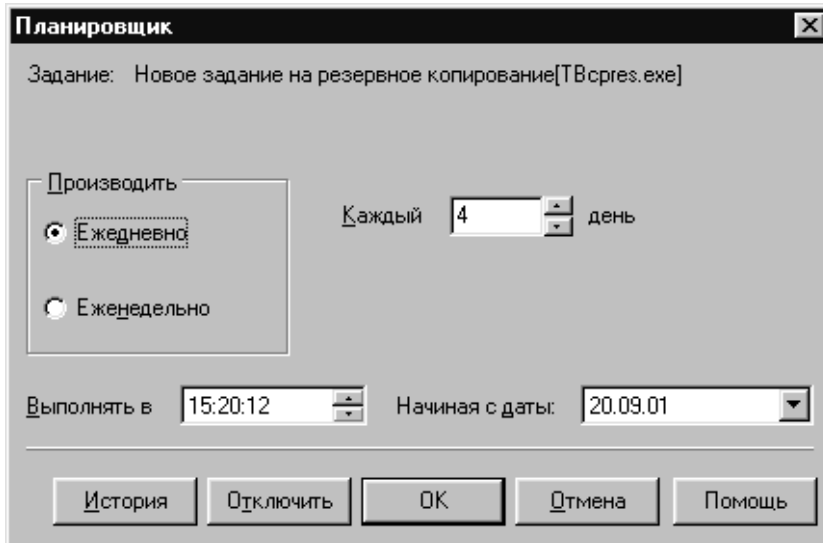 Планировщик
Задание: Новое задание на резервное копирование[TBcpres.exe]
Производить
Ежедневно
Каждый 4 день
Еженедельно
Выполнять в 15:20:12 Начиная с даты: 20.09.01
История Отключить OK Отмена Помощь